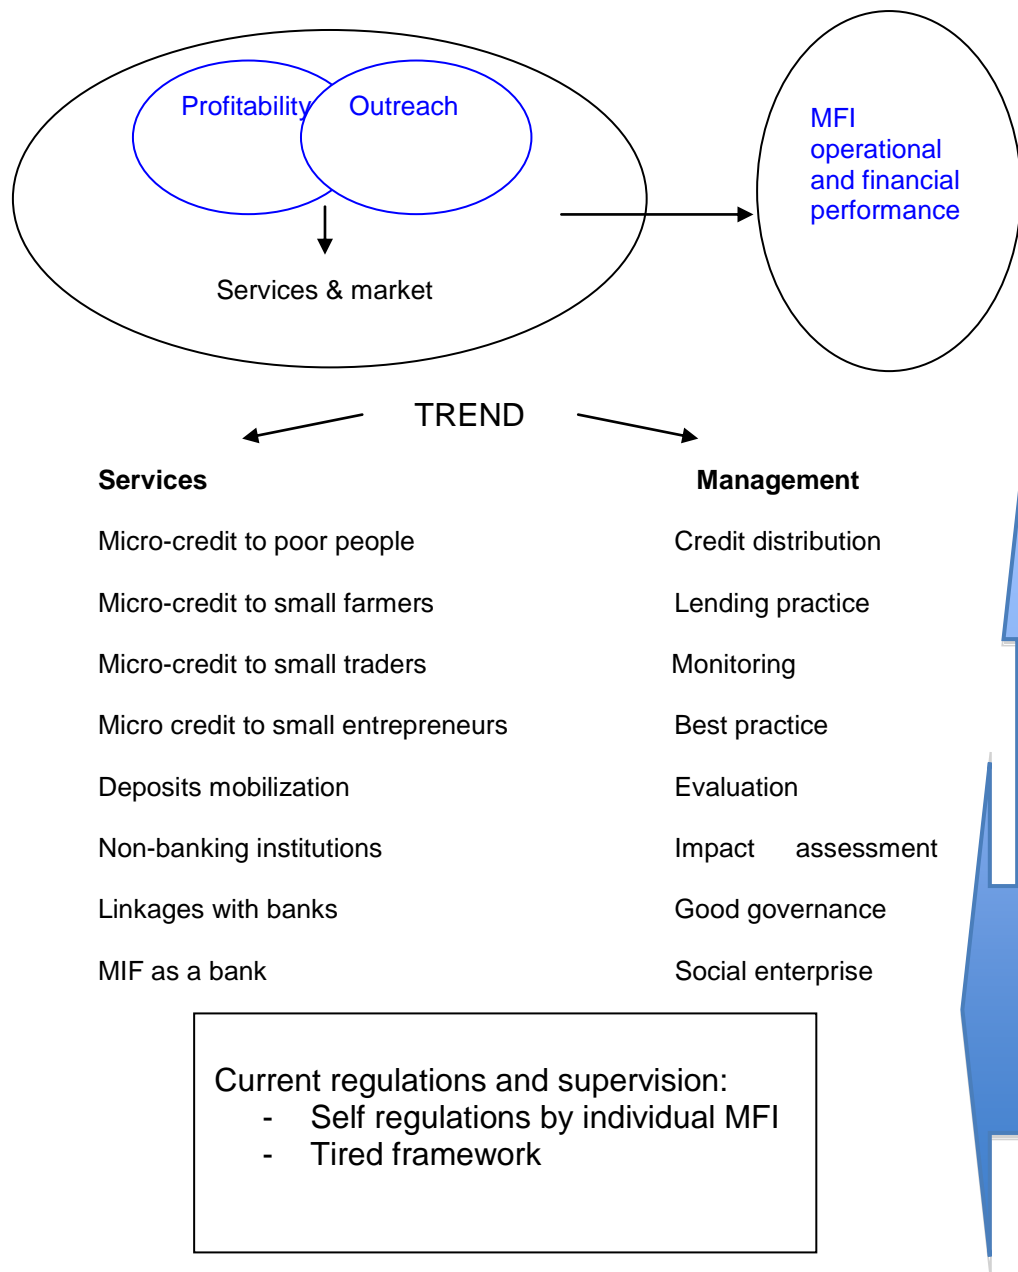 Profitability Outreach
MFI
operational
and financial
performance
Services & market
TREND
Services Management
Micro-credit to poor people Credit distribution
Micro-credit to small farmers Lending practice
Micro-credit to small traders Monitoring
Micro credit to small entrepreneurs Best practice
Deposits mobilization Evaluation
Non-banking institutions Impact assessment
Linkages with banks Good governance
MIF as a bank Social enterprise
Current regulations and supervision:
- Self regulations by individual MFI
- Tired framework